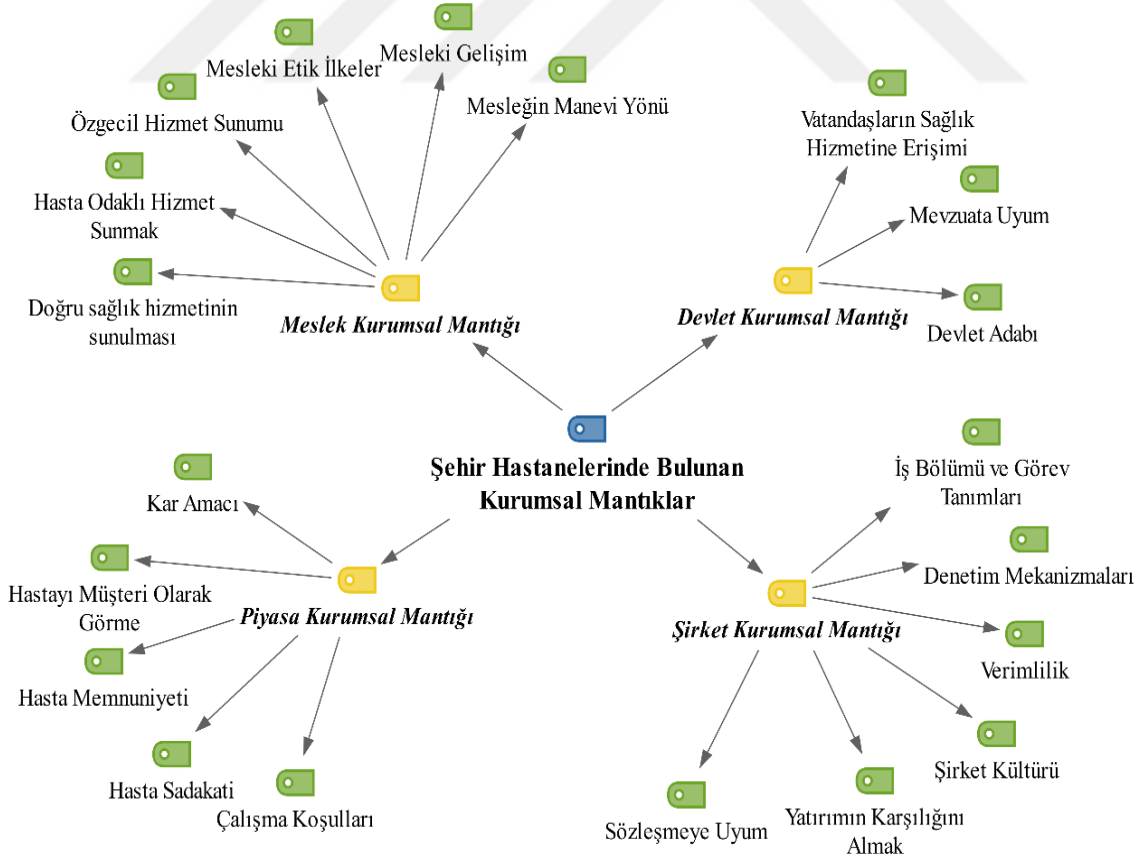 Mesleki Gelişim
Mesleki Etik İlkeler
Mesleğin Manevi Yönü
Özgecil Hizmet Sunumu
Hasta Odaklı Hizmet
Sunmak
Doğru sağlık hizmetinin
sunulması
Meslek Kurumsal Mantığı
Vatandaşların Sağlık
Hizmetine Erişimi
Mevzuata Uyum
Devlet Adabı
Devlet Kurumsal Mantığı
Şehir Hastanelerinde Bulunan
Kurumsal Mantıklar
Kar Amacı
Hastayı Müşteri Olarak
Görme
Piyasa Kurumsal Mantığı
Hasta Memnuniyeti
Hasta Sadakati
Çalışma Koşulları
İş Bölümü ve Görev
Tanımları
Denetim Mekanizmaları
Şirket Kurumsal Mantığı
Verimlilik
Şirket Kültürü
Yatırımın Karşılığını
Almak
Sözleşmeye Uyum